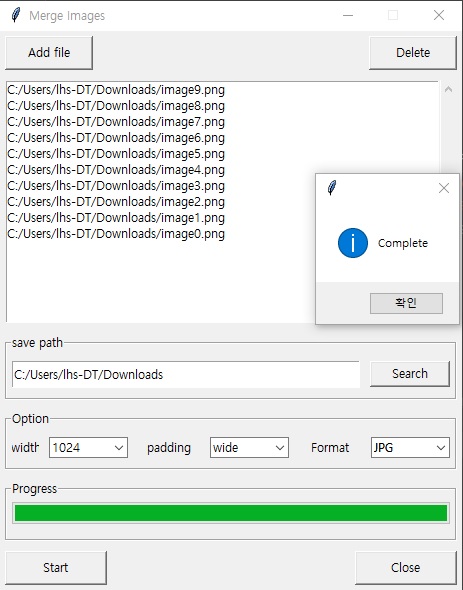 Merge Images
Add file
Delete
C:/Users/lhs-DT/Downloads/image9.png
C:/Users/lhs-DT/Downloads/image8.png
C:/Users/lhs-DT/Downloads/image7.png
C:/Users/lhs-DT/Downloads/image6.png
C:/Users/lhs-DT/Downloads/image5.png
C:/Users/lhs-DT/Downloads/image4.png
C:/Users/lhs-DT/Downloads/image3.png
C:/Users/lhs-DT/Downloads/image2.png
C:/Users/lhs-DT/Downloads/image1.png
C:/Users/lhs-DT/Downloads/image0.png
Complete
확인
save path
C:/Users/lhs-DT/Downloads
Search
Option
width 1024 padding wide Format JPG
Progress
Start
Close